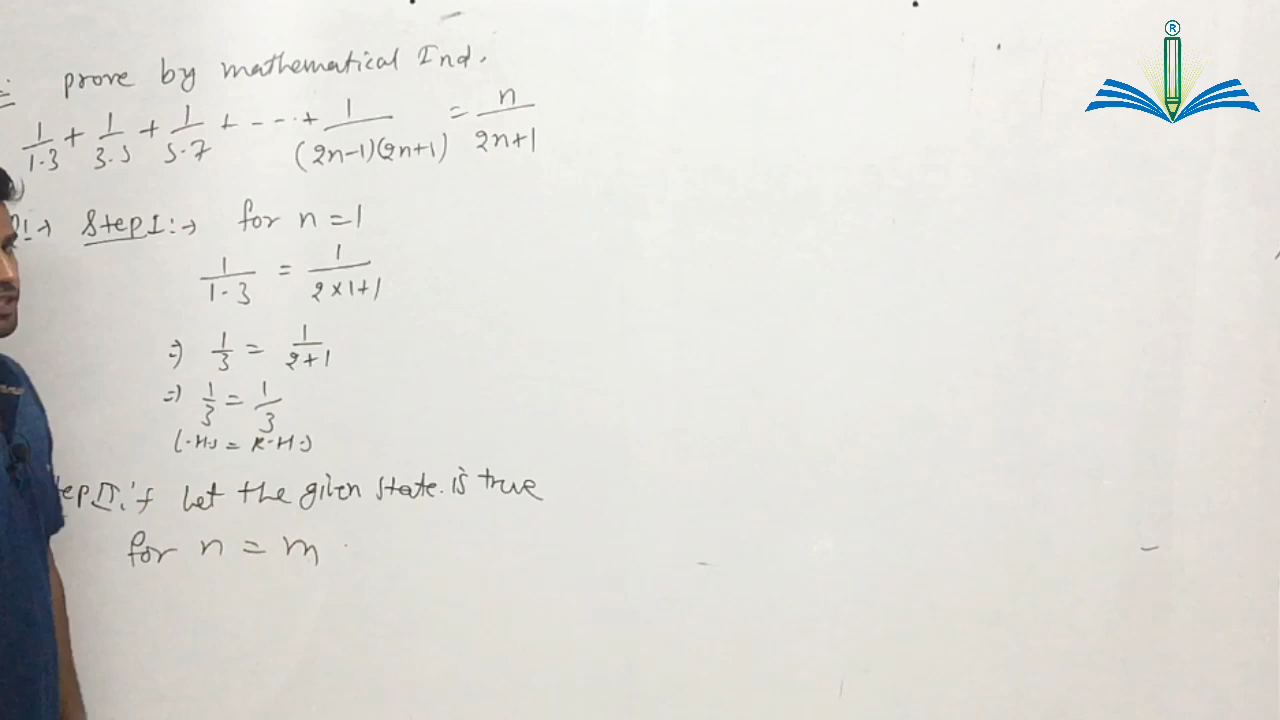 prove by mathematical Ind.
1/1·3 + 1/3·5 + 1/5·7 + - - - · + 1/(2n-1)(2n+1) = n/2n+1
Step I :→ for n = 1
1/1·3 = 1/2×1+1
⇒ 1/3 = 1/2+1
⇒ 1/3 = 1/3
L·H·S = R·H·S
tep II. Let the given state. is true
for n = m
®